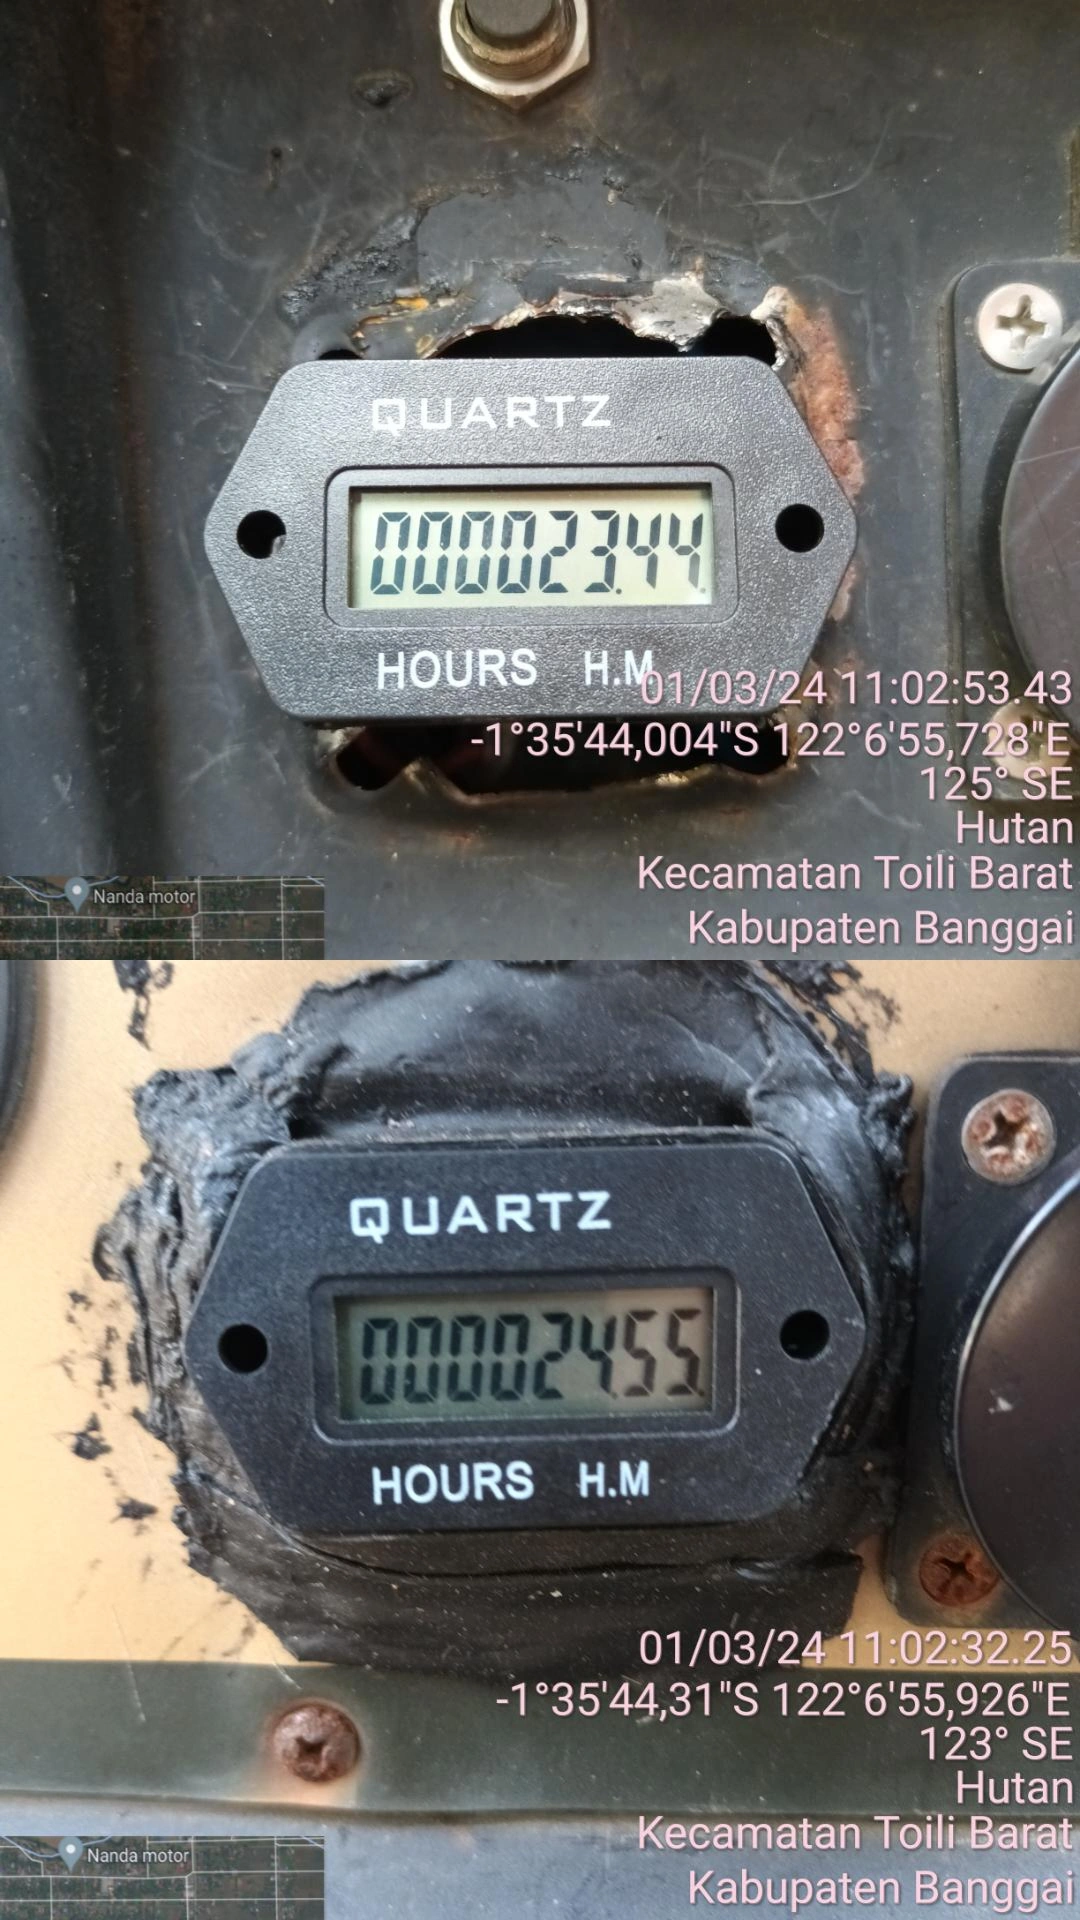 QUARTZ
00002344.
HOURS H.M
01/03/24 11:02:53.43
-1°35'44,004"S 122°6'55,728"E
125° SE
Hutan
Kecamatan Toili Barat
Kabupaten Banggai
Nanda motor
QUARTZ
00002455.
HOURS H.M
01/03/24 11:02:32.25
-1°35'44,31"S 122°6'55,926"E
123° SE
Hutan
Kecamatan Toili Barat
Kabupaten Banggai
Nanda motor